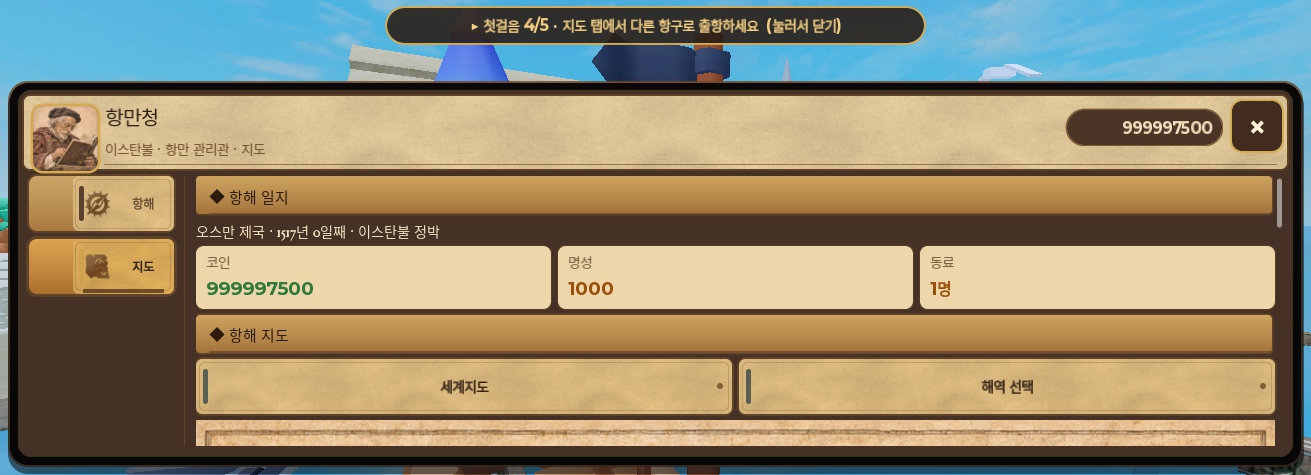 ▸ 첫걸음 4/5 · 지도 탭에서 다른 항구로 출항하세요 (눌러서 닫기)
항만청
이스탄불 · 항만 관리관 · 지도
999997500
×
항해
지도
◆ 항해 일지
오스만 제국 · 1517년 0일째 · 이스탄불 정박
코인
999997500
명성
1000
동료
1명
◆ 항해 지도
세계지도
해역 선택